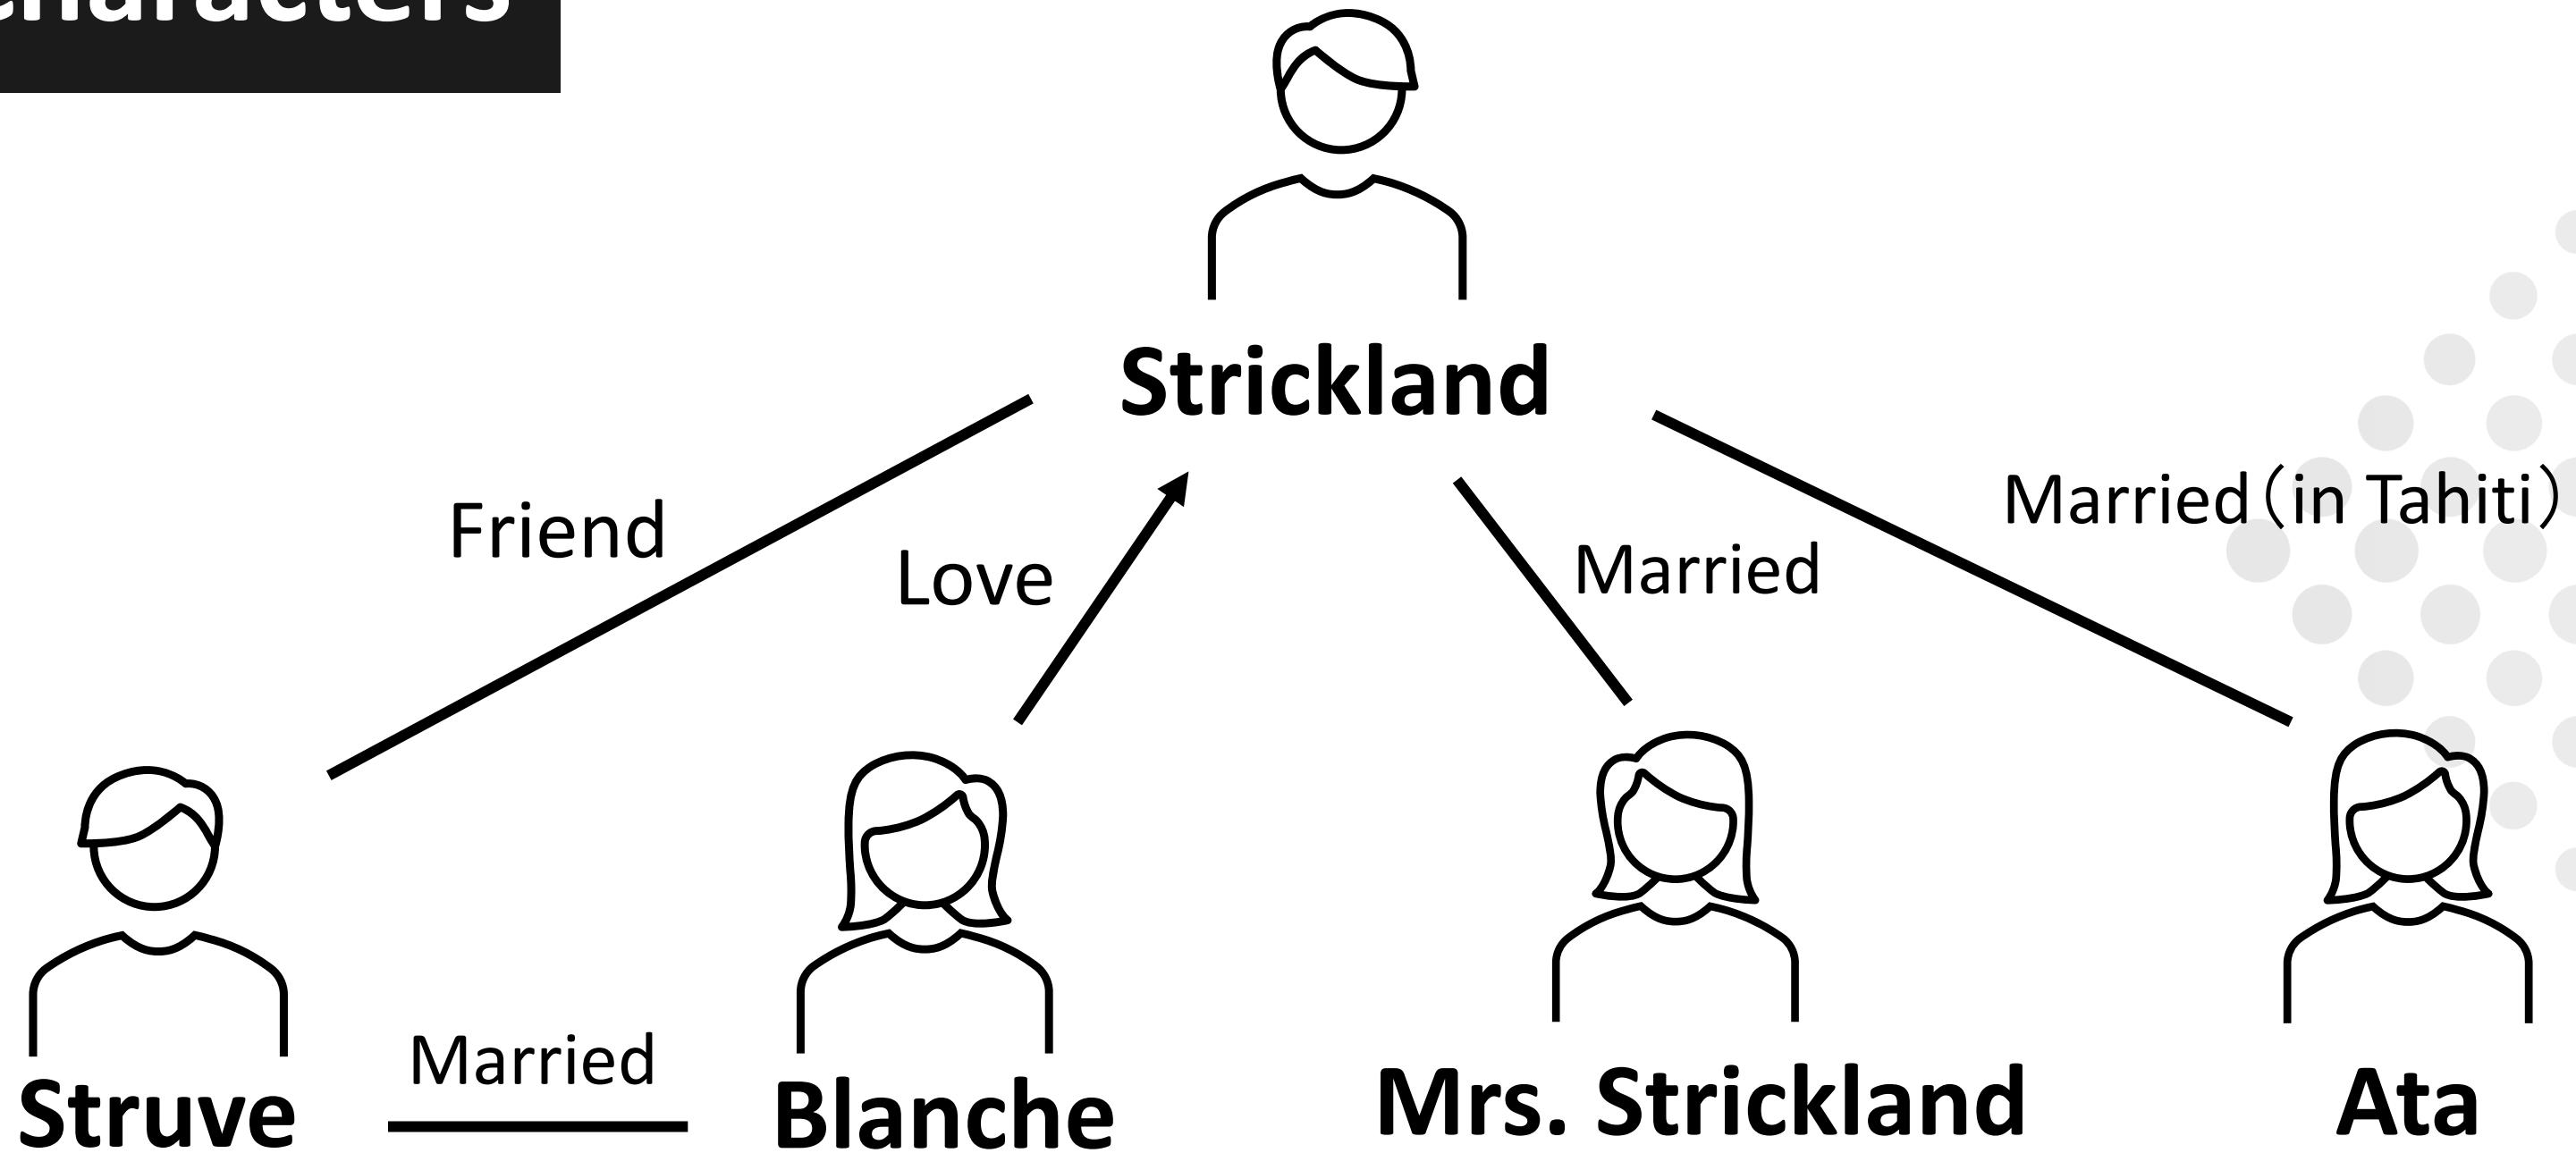 Strickland
Friend
Love
Married
Married（in Tahiti）
Married
Struve
Blanche
Mrs. Strickland
Ata